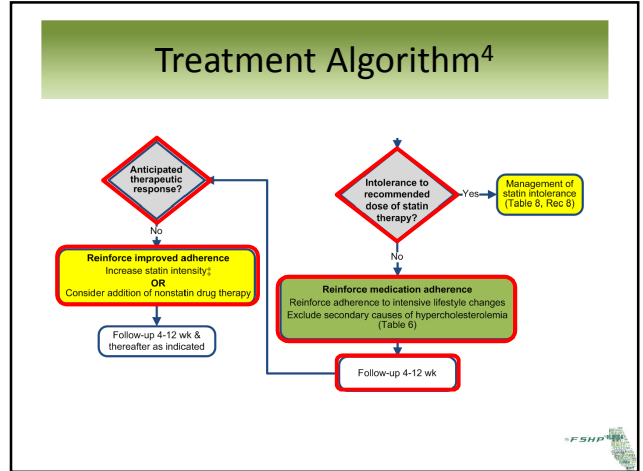 Treatment Algorithm4
Anticipated
therapeutic
response?
No
Reinforce improved adherence
Increase statin intensity‡
OR
Consider addition of nonstatin drug therapy
Follow-up 4-12 wk &
thereafter as indicated
Intolerance to
recommended
dose of statin
therapy?
Yes
Management of
statin intolerance
(Table 8, Rec 8)
No
Reinforce medication adherence
Reinforce adherence to intensive lifestyle changes
Exclude secondary causes of hypercholesterolemia
(Table 6)
Follow-up 4-12 wk
FSHP